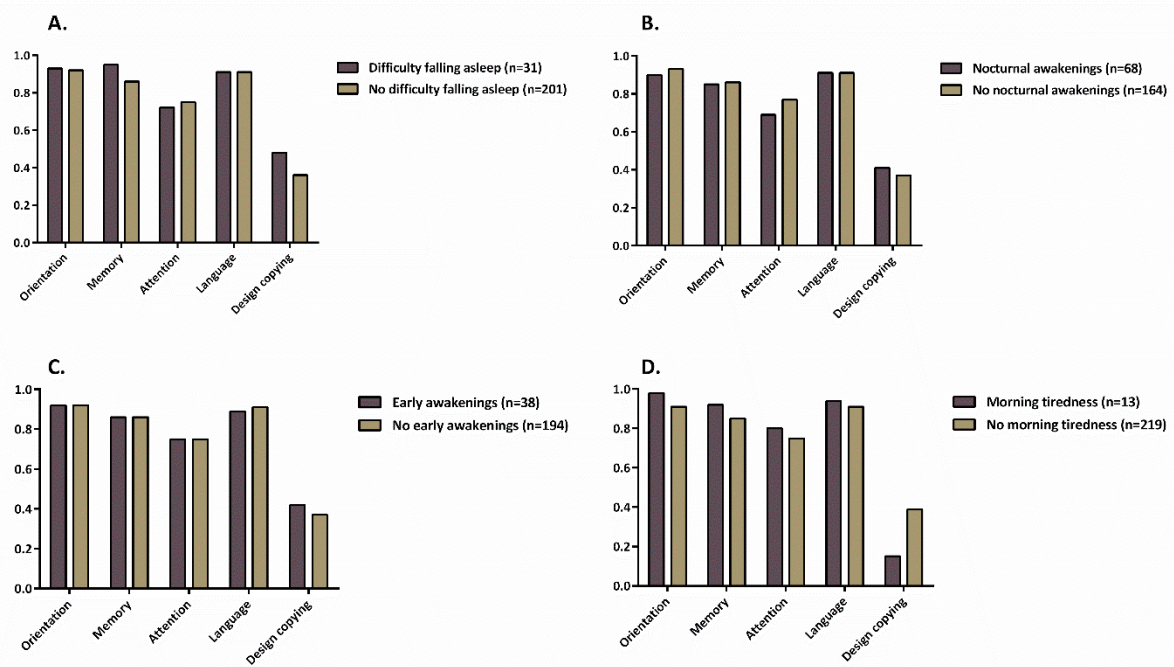 A.
1.0
0.8
0.6
0.4
0.2
0.0
Orientation
Memory
Attention
Language
Design copying
Difficulty falling asleep (n=31)
No difficulty falling asleep (n=201)
B.
1.0
0.8
0.6
0.4
0.2
0.0
Orientation
Memory
Attention
Language
Design copying
Nocturnal awakenings (n=68)
No nocturnal awakenings (n=164)
C.
1.0
0.8
0.6
0.4
0.2
0.0
Orientation
Memory
Attention
Language
Design copying
Early awakenings (n=38)
No early awakenings (n=194)
D.
1.0
0.8
0.6
0.4
0.2
0.0
Orientation
Memory
Attention
Language
Design copying
Morning tiredness (n=13)
No morning tiredness (n=219)